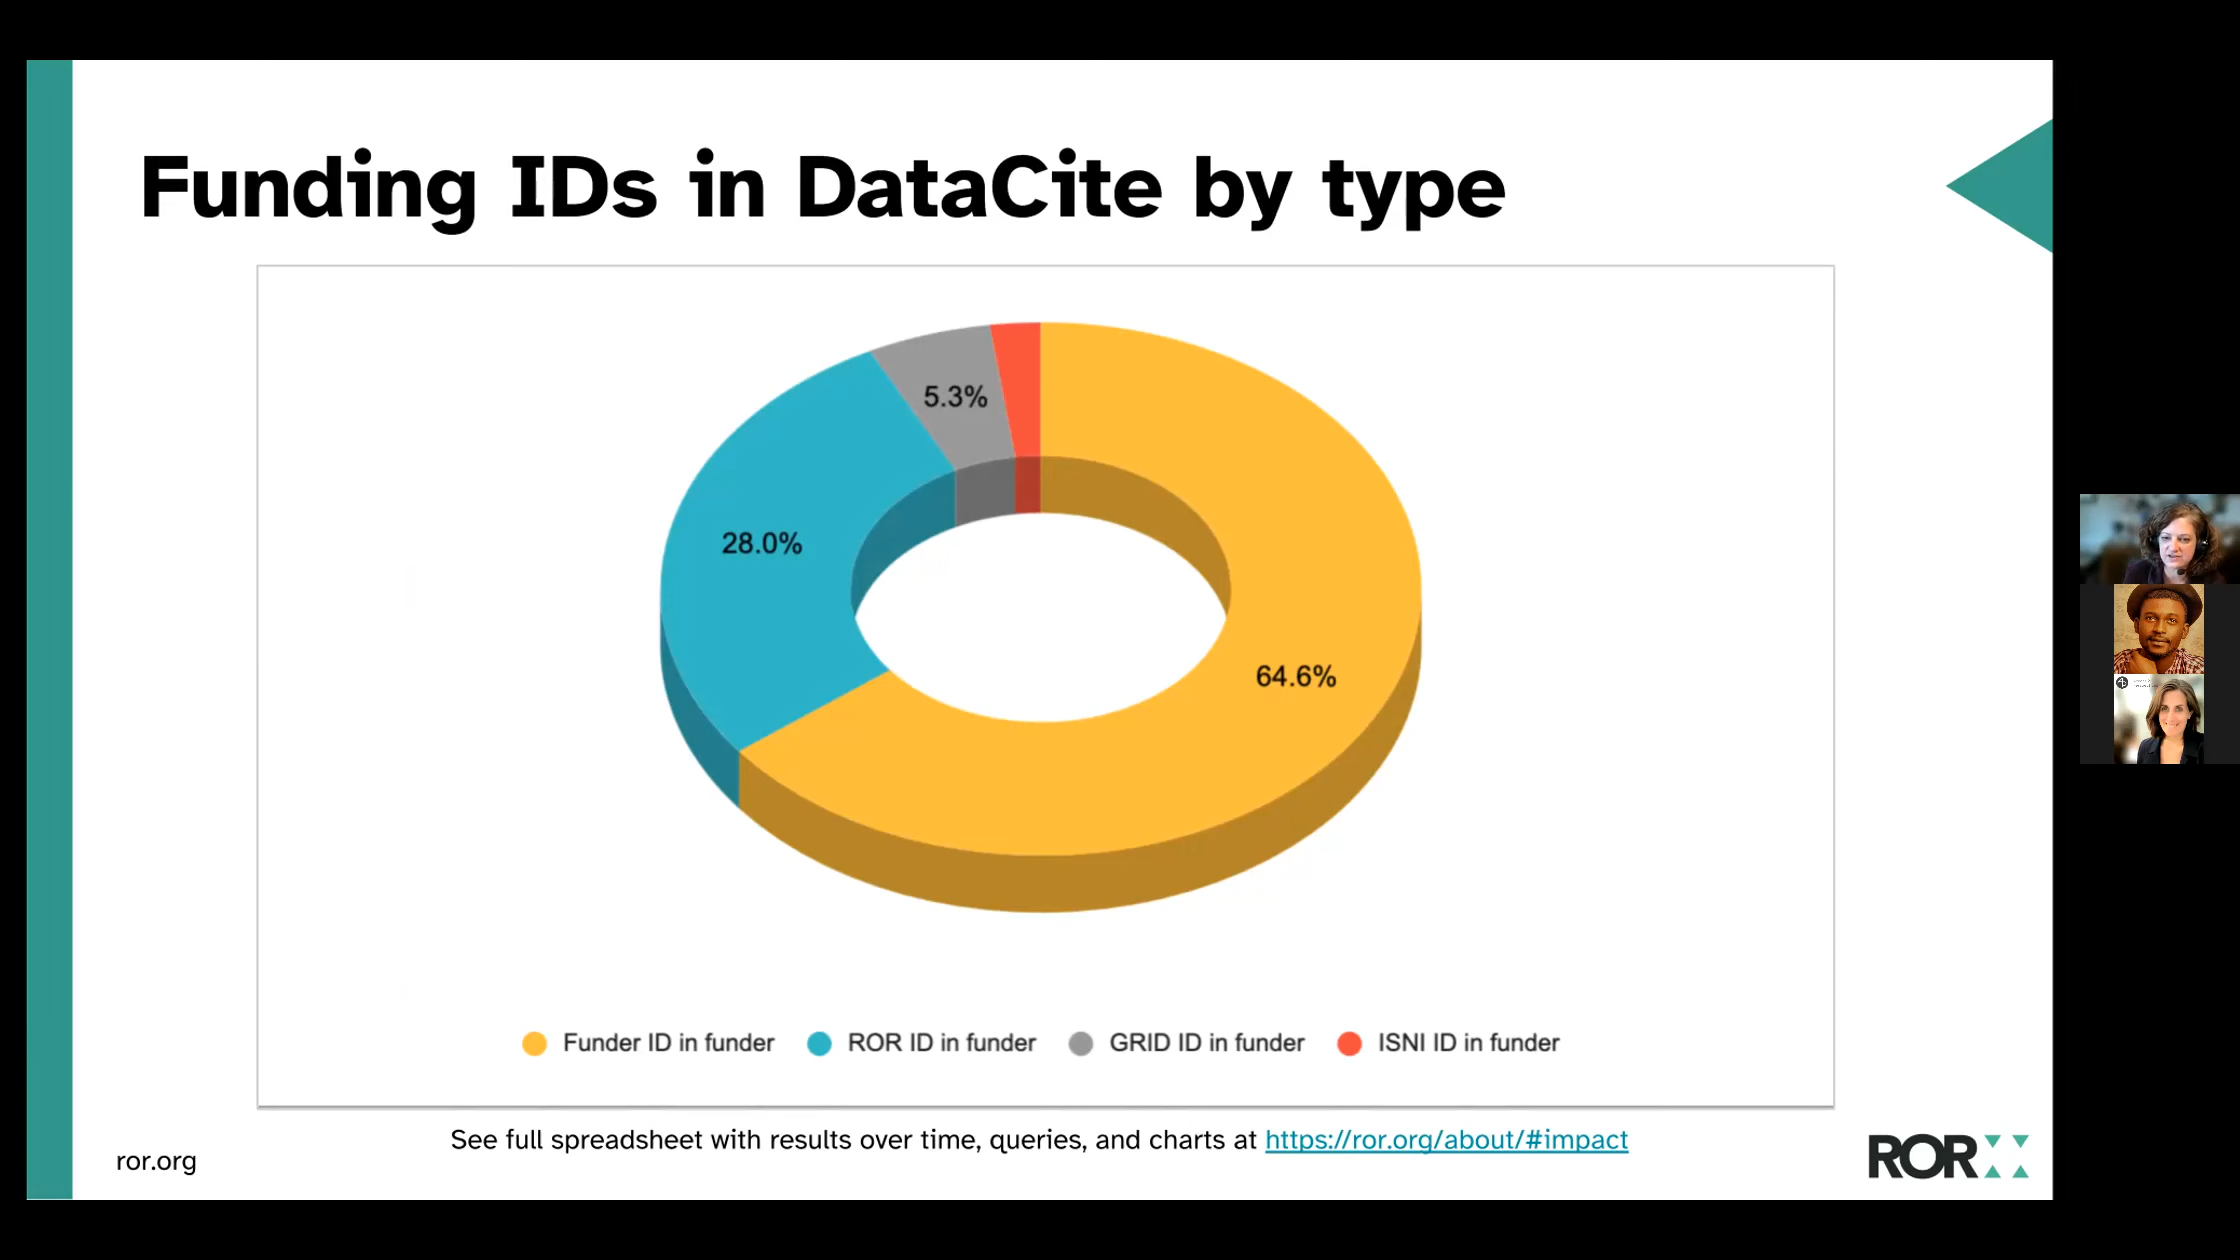 Funding IDs in DataCite by type
5.3%
28.0%
64.6%
Funder ID in funder ROR ID in funder GRID ID in funder ISNI ID in funder
See full spreadsheet with results over time, queries, and charts at https://ror.org/about/#impact
ror.org
ROR